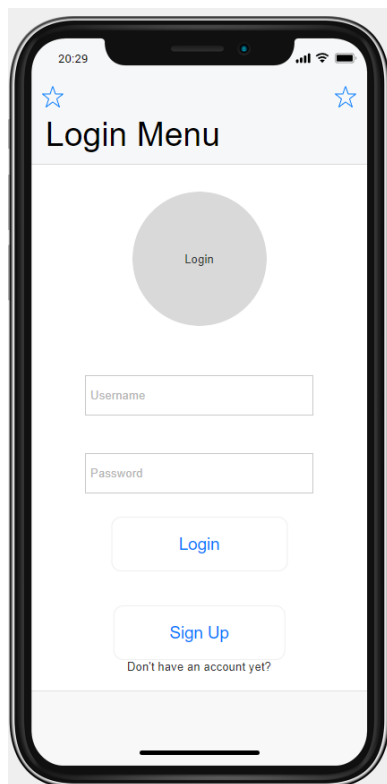 20:29
Login Menu
Login
Username
Password
Login
Sign Up
Don't have an account yet?